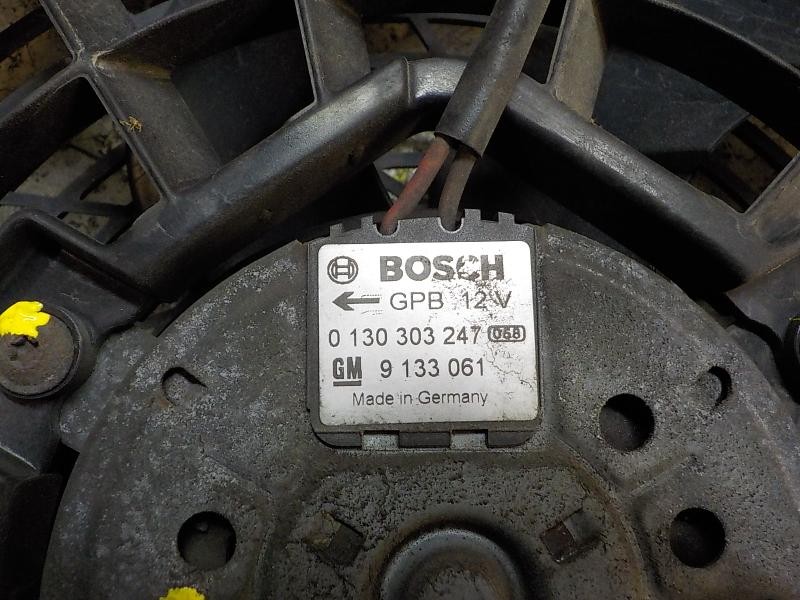 BOSCH
GPB 12 V
0 130 303 247 068
GM 9 133 061
Made in Germany